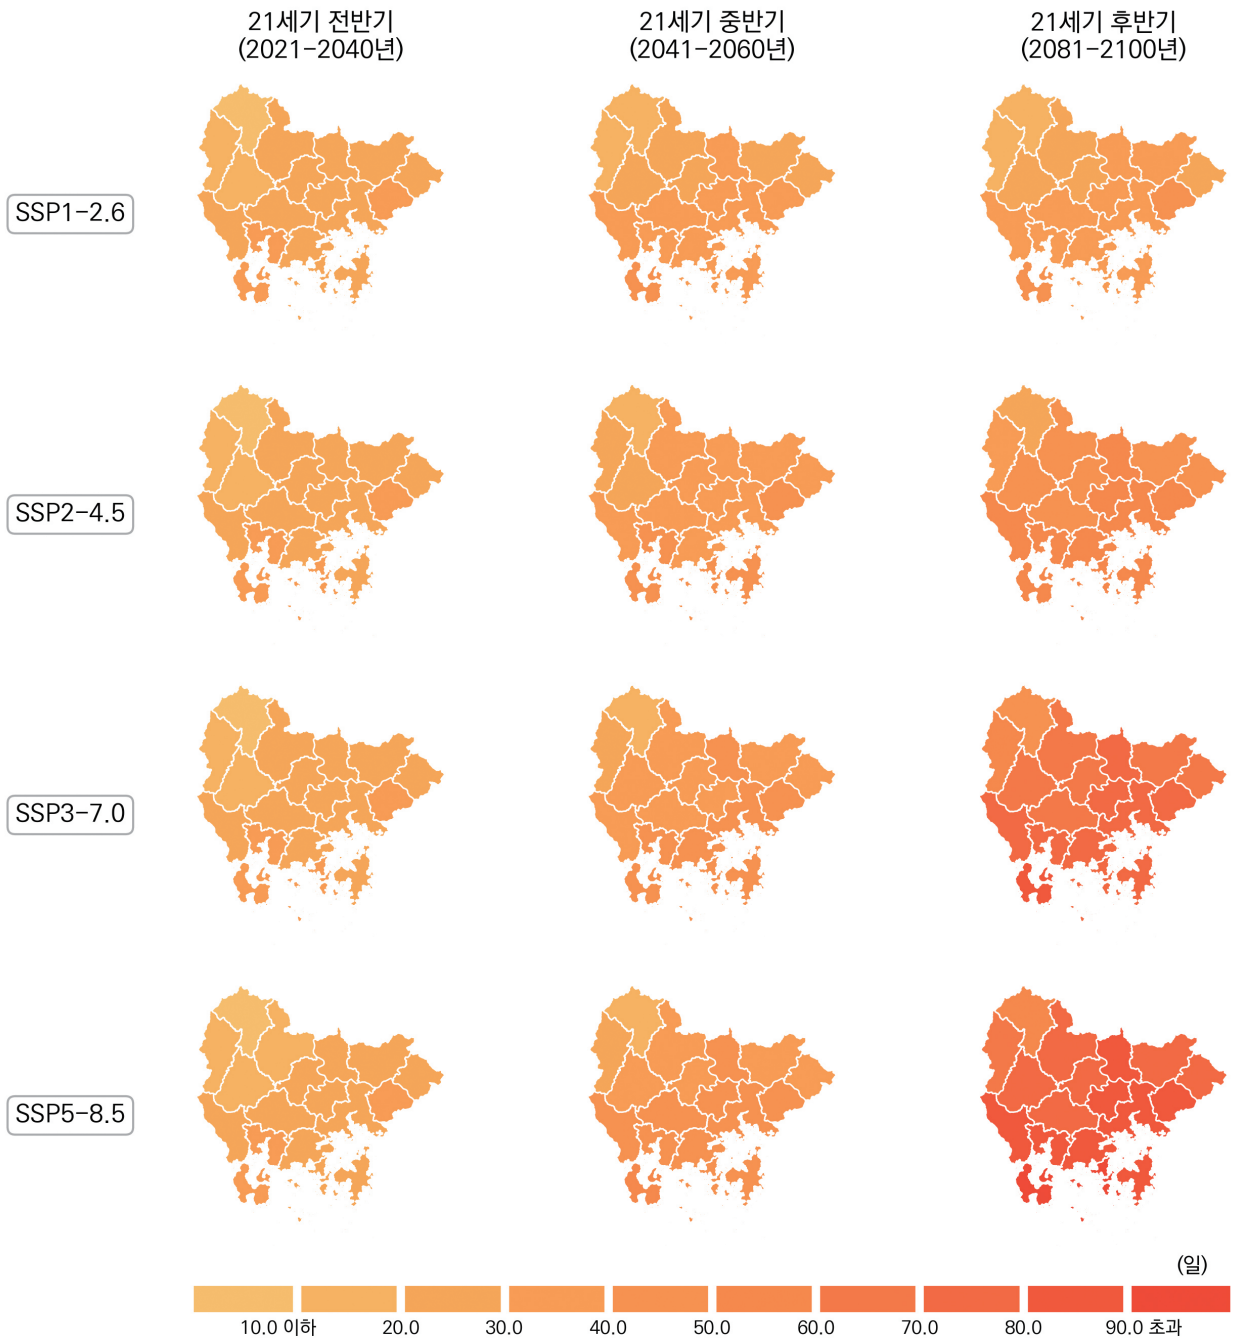 21세기 전반기
(2021-2040년)
21세기 중반기
(2041-2060년)
21세기 후반기
(2081-2100년)
SSP1-2.6
SSP2-4.5
SSP3-7.0
SSP5-8.5
(일)
10.0 이하 20.0 30.0 40.0 50.0 60.0 70.0 80.0 90.0 초과